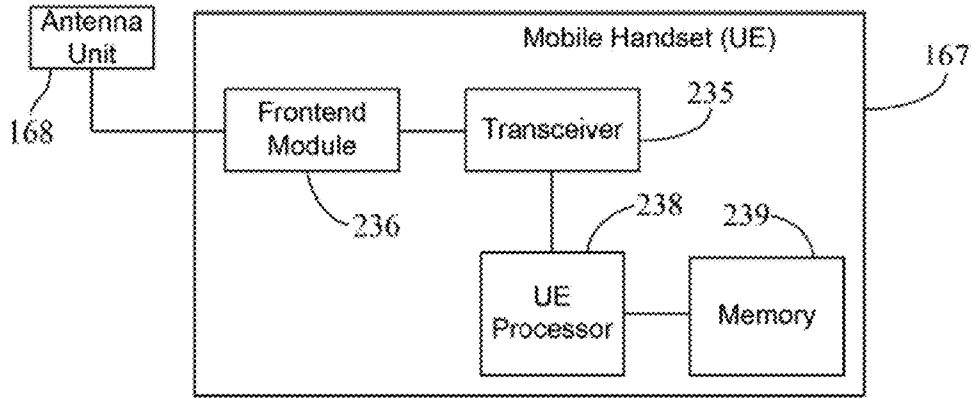 Antenna
Unit
168
Mobile Handset (UE)
167
Frontend
Module
236
Transceiver
235
238
239
UE
Processor
Memory